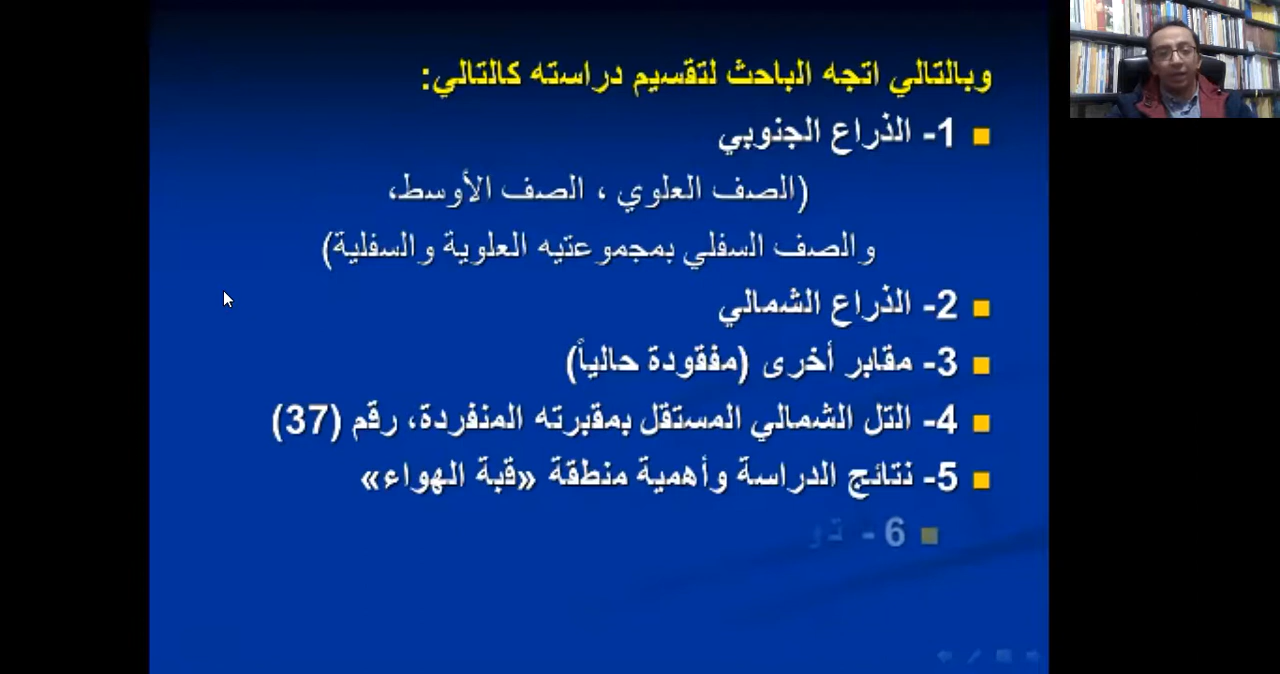 وبالتالي اتجه الباحث لتقسيم دراسته كالتالي:
1- الذراع الجنوبي
(الصف العلوي ، الصف الأوسط،
والصف السفلي بمجموعتيه العلوية والسفلية)
2- الذراع الشمالي
3- مقابر أخرى (مفقودة حالياً)
4- التل الشمالي المستقل بمقبرته المنفردة، رقم (37)
5- نتائج الدراسة وأهمية منطقة «قبة الهواء»
6 -